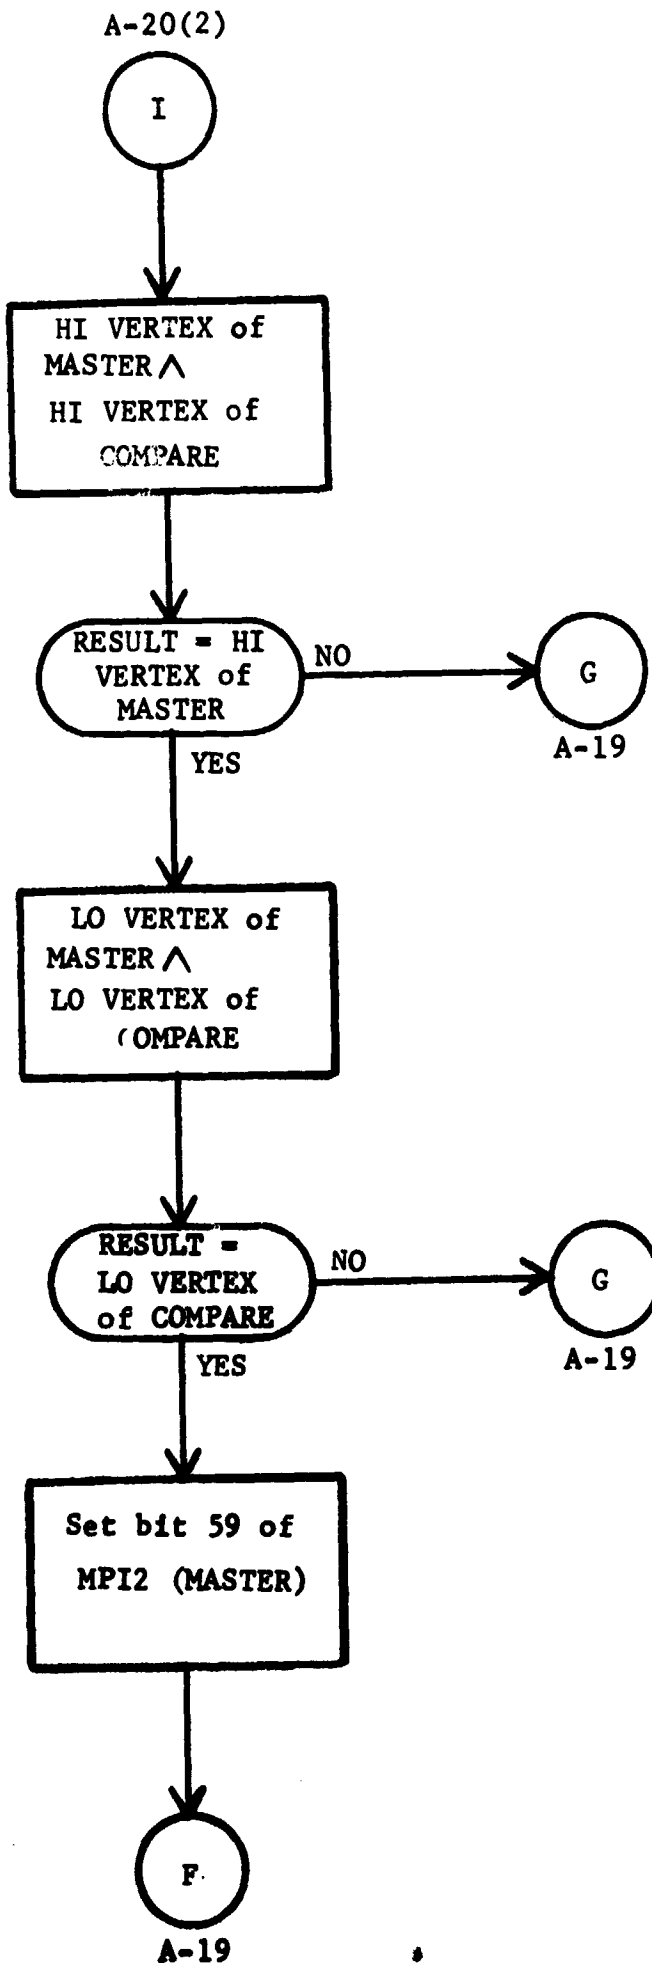 A-20(2)
I
HI VERTEX of
MASTER ∧
HI VERTEX of
COMPARE
RESULT = HI
VERTEX of
MASTER
NO
G
A-19
YES
LO VERTEX of
MASTER ∧
LO VERTEX of
COMPARE
RESULT =
LO VERTEX
of COMPARE
NO
G
A-19
YES
Set bit 59 of
MPI2 (MASTER)
F
A-19